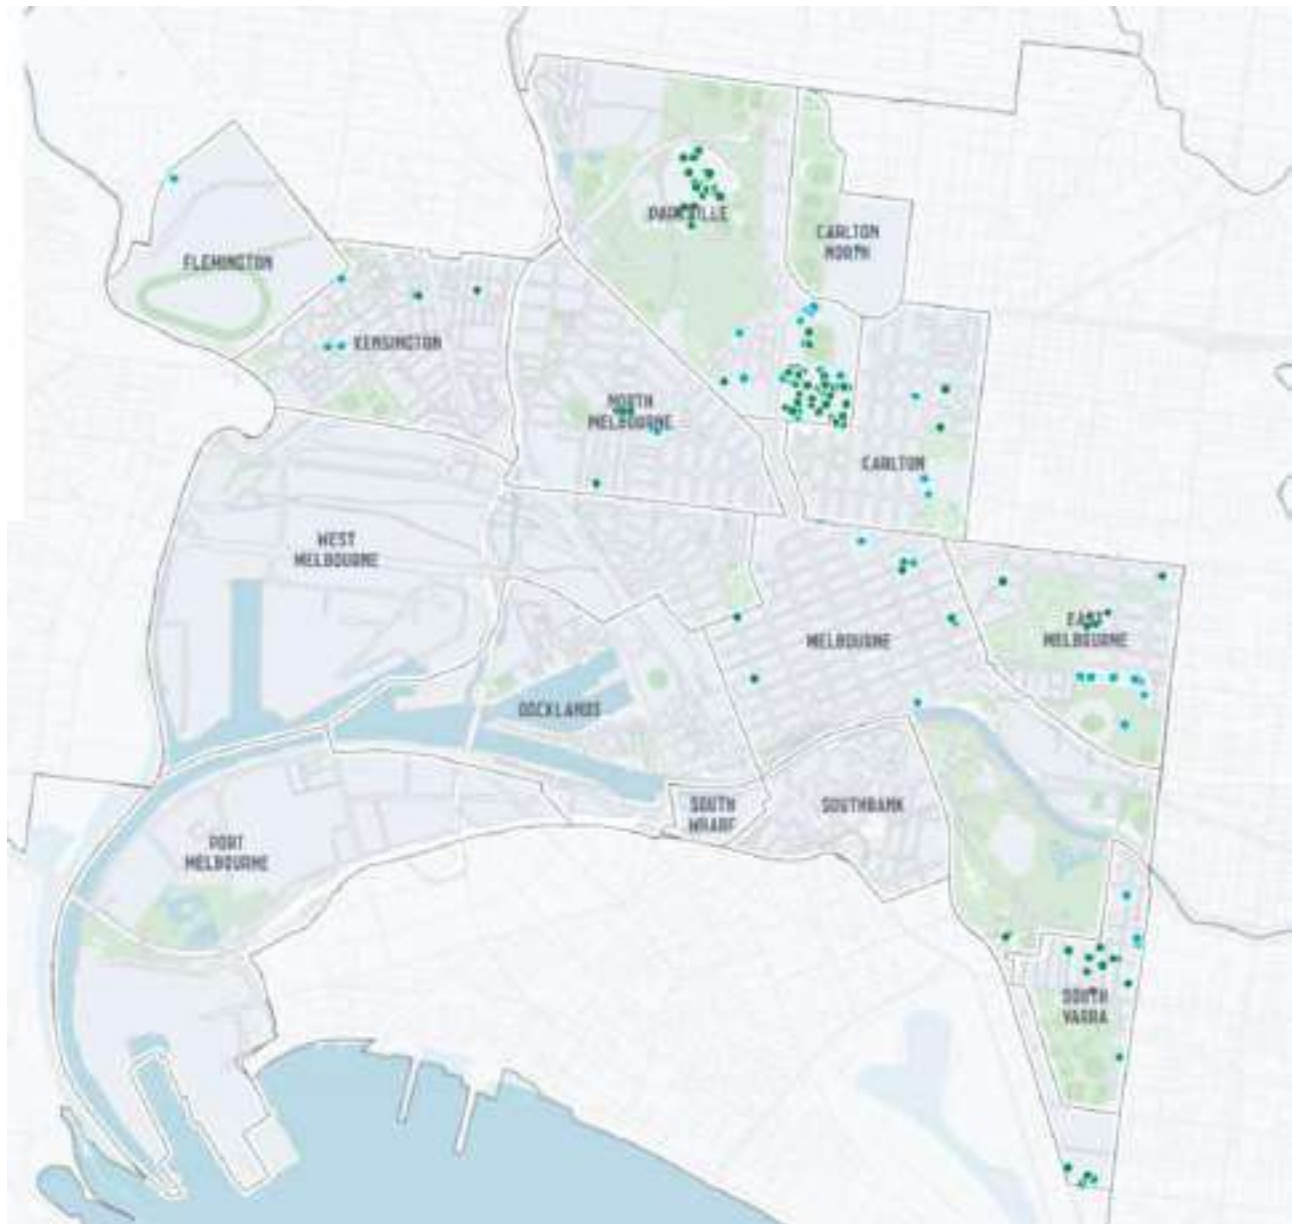 PARKVILLE
CARLTON
NORTH
FLEMINGTON
KENSINGTON
NORTH
MELBOURNE
CARLTON
WEST
MELBOURNE
EAST
MELBOURNE
MELBOURNE
DOCKLANDS
SOUTH
WHARF
SOUTHBANK
PORT
MELBOURNE
SOUTH
YARRA